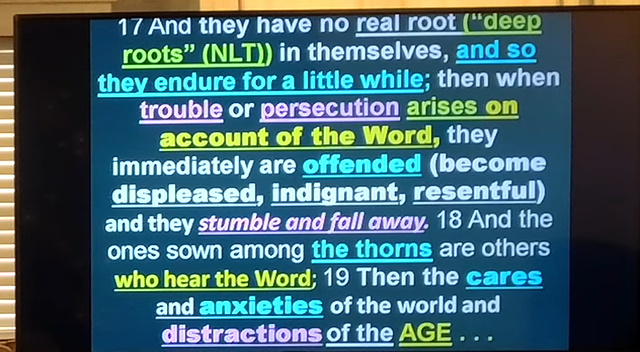 17 And they have no real root (“deep
roots” (NLT)) in themselves, and so
they endure for a little while; then when
trouble or persecution arises on
account of the Word, they
immediately are offended (become
displeased, indignant, resentful)
and they stumble and fall away. 18 And the
ones sown among the thorns are others
who hear the Word; 19 Then the cares
and anxieties of the world and
distractions of the AGE . . .